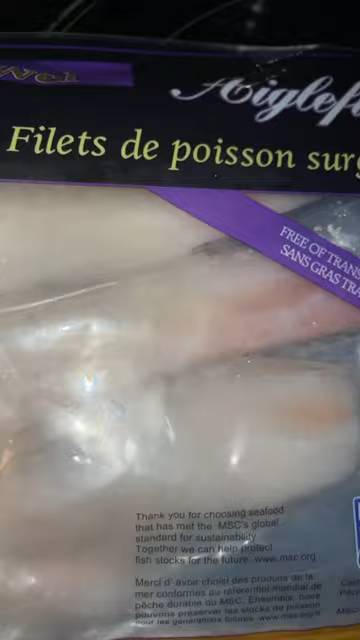 Aiglef
Filets de poisson surg
FREE OF TRANS
SANS GRAS TRA
Thank you for choosing seafood
that has met the MSC's global
standard for sustainability
Together we can help protect
fish stocks for the future www.msc.org
Merci d' avoir choisi des produits de la
mer conformes au référentiel mondial de
pêche durable du MSC. Ensemble, nous
pouvons préserver les stocks de poisson
pour les générations futures www.msc.org/fr